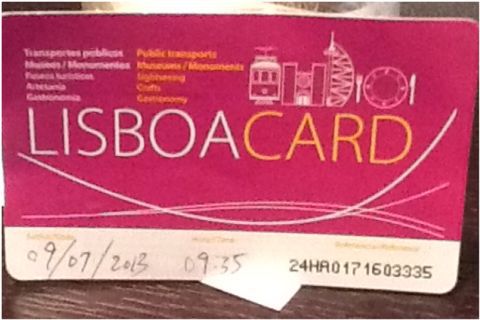 Transportes públicos
Museus / Monumentos
Passeios turísticos
Artesania
Gastronomia
Public transports
Museums / Monuments
Sightseeing
Crafts
Gastronomy
LISBOACARD
09/07/2013
09:35
24HA0171603335